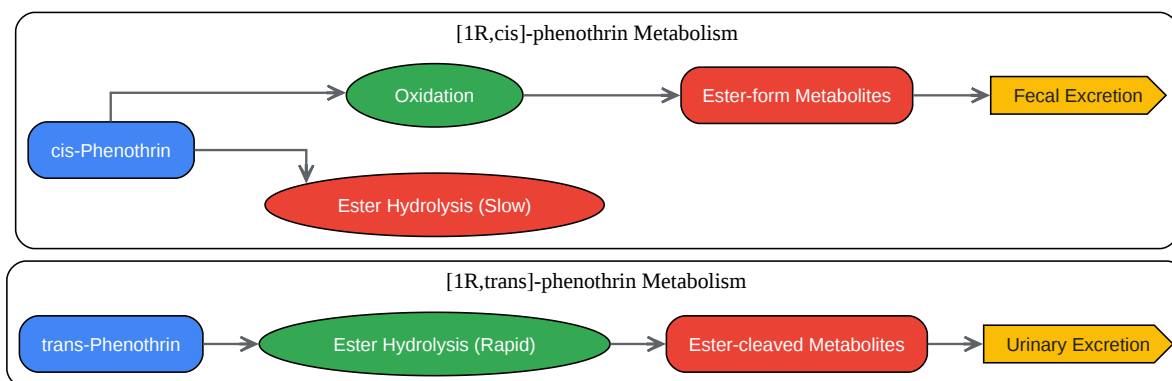 [1R,cis]-phenothrin Metabolism
Oxidation
Ester-form Metabolites
Fecal Excretion
cis-Phenothrin
Ester Hydrolysis (Slow)
[1R,trans]-phenothrin Metabolism
trans-Phenothrin
Ester Hydrolysis (Rapid)
Ester-cleaved Metabolites
Urinary Excretion